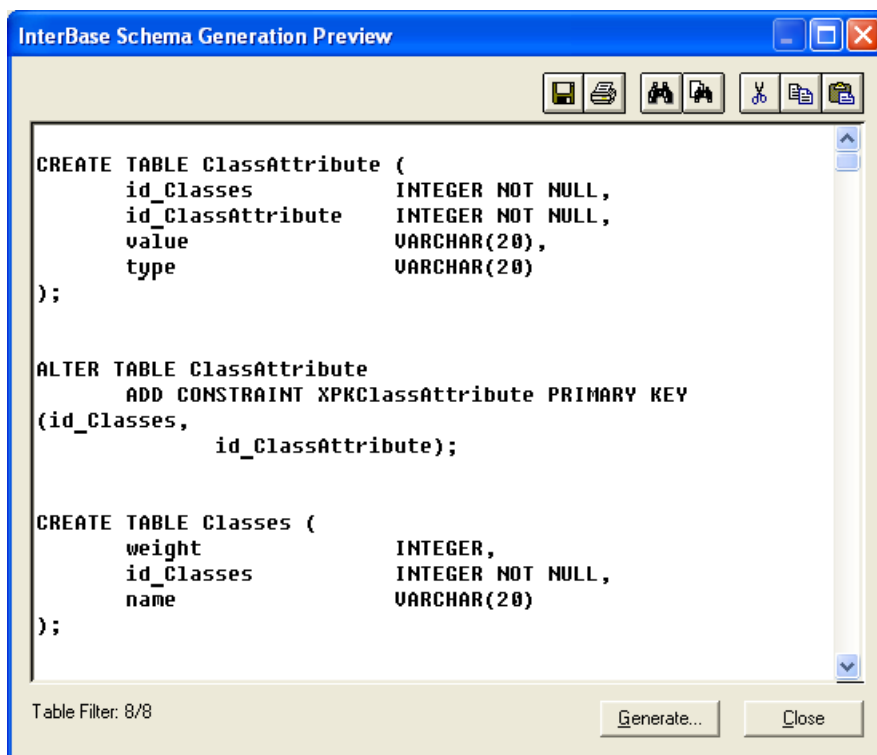 InterBase Schema Generation Preview
CREATE TABLE ClassAttribute (
id_Classes INTEGER NOT NULL,
id_ClassAttribute INTEGER NOT NULL,
value VARCHAR(20),
type VARCHAR(20)
);
ALTER TABLE ClassAttribute
ADD CONSTRAINT XPKClassAttribute PRIMARY KEY
(id_Classes,
id_ClassAttribute);
CREATE TABLE Classes (
weight INTEGER,
id_Classes INTEGER NOT NULL,
name VARCHAR(20)
);
Table Filter: 8/8
Generate...
Close